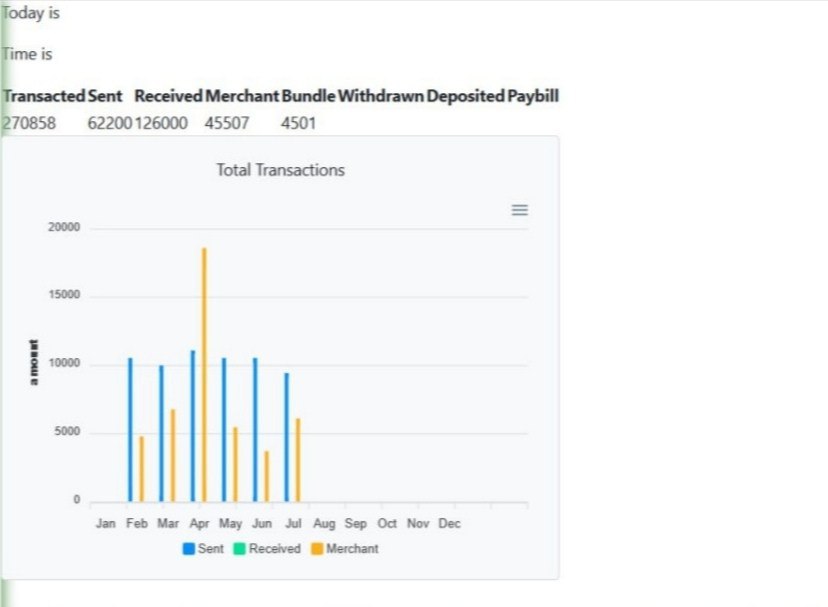 Today is
Time is
Transacted Sent Received Merchant Bundle Withdrawn Deposited Paybill
270858 62200 126000 45507 4501
Total Transactions
20000
15000
10000
5000
0
amount
Jan Feb Mar Apr May Jun Jul Aug Sep Oct Nov Dec
Sent Received Merchant